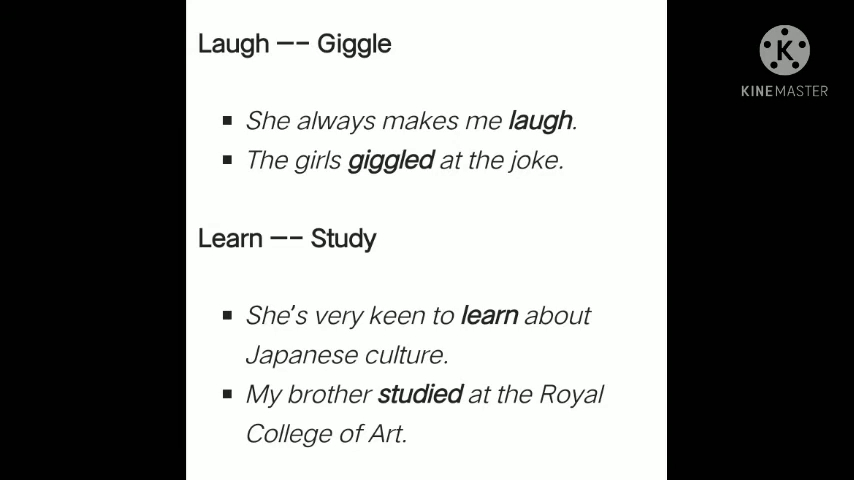 Laugh –– Giggle
▪ She always makes me laugh.
▪ The girls giggled at the joke.
Learn –– Study
▪ She's very keen to learn about
Japanese culture.
▪ My brother studied at the Royal
College of Art.
K
KINEMASTER